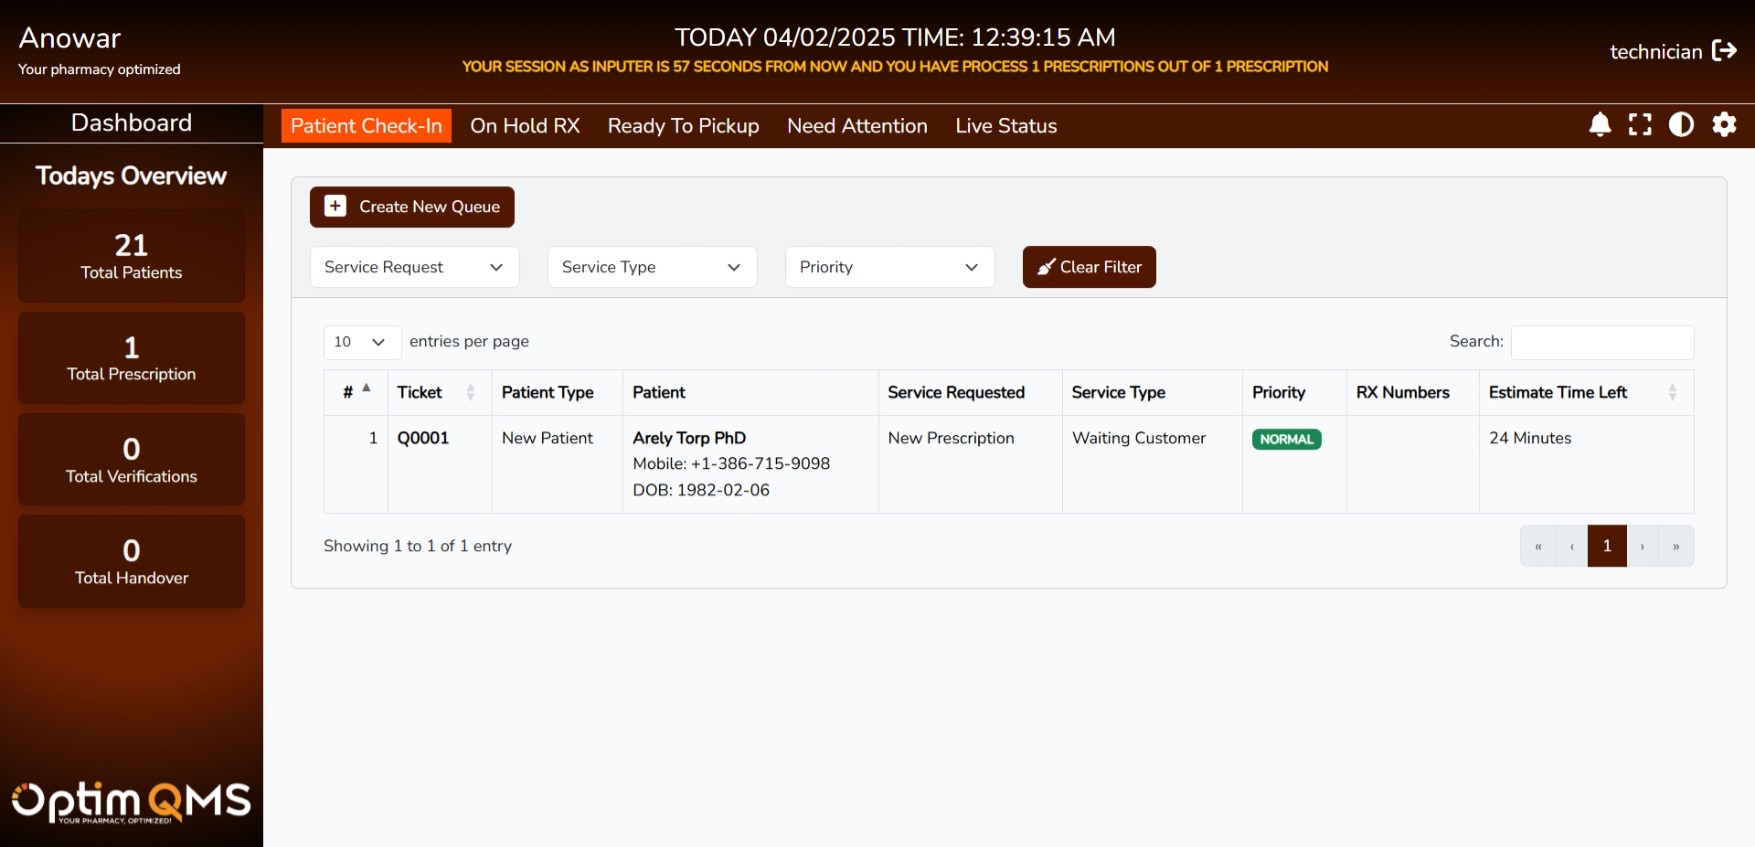 Anowar
Your pharmacy optimized
TODAY 04/02/2025 TIME: 12:39:15 AM
YOUR SESSION AS INPUTER IS 57 SECONDS FROM NOW AND YOU HAVE PROCESS 1 PRESCRIPTIONS OUT OF 1 PRESCRIPTION
technician
Dashboard
Patient Check-In On Hold RX Ready To Pickup Need Attention Live Status
Todays Overview
21
Total Patients
1
Total Prescription
0
Total Verifications
0
Total Handover
Optim QMS
YOUR PHARMACY, OPTIMIZED!
Create New Queue
Service Request Service Type Priority Clear Filter
10 entries per page Search:
# Ticket Patient Type Patient Service Requested Service Type Priority RX Numbers Estimate Time Left
1 Q0001 New Patient Arely Torp PhD New Prescription Waiting Customer NORMAL 24 Minutes
Mobile: +1-386-715-9098
DOB: 1982-02-06
Showing 1 to 1 of 1 entry « ‹ 1 › »